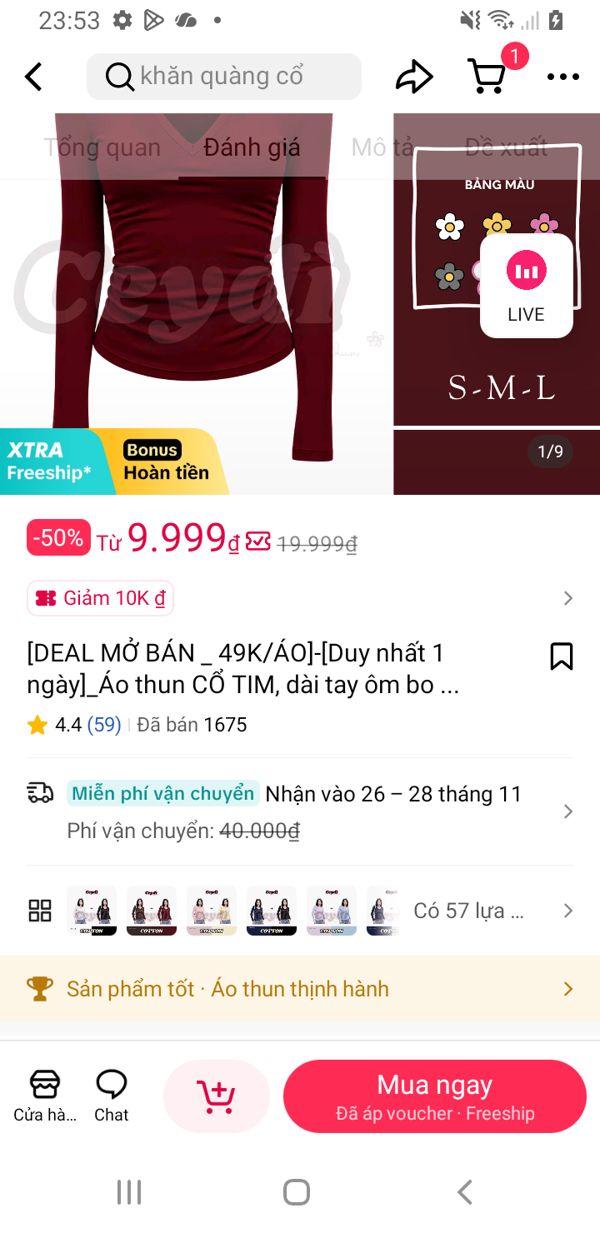 23:53
khăn quàng cổ
1
Tổng quan
Đánh giá
Mô tả
Đề xuất
BẢNG MÀU
Ceydi
LIVE
S-M-L
XTRA
Freeship*
Bonus
Hoàn tiền
1/9
-50% Từ 9.999₫ 19.999₫
Giảm 10K ₫
[DEAL MỞ BÁN _ 49K/ÁO]-[Duy nhất 1
ngày]_Áo thun CỔ TIM, dài tay ôm bo ...
4.4 (59) Đã bán 1675
Miễn phí vận chuyển Nhận vào 26 – 28 tháng 11
Phí vận chuyển: 40.000₫
Có 57 lựa ...
Sản phẩm tốt · Áo thun thịnh hành
Cửa hà...
Chat
Mua ngay
Đã áp voucher · Freeship